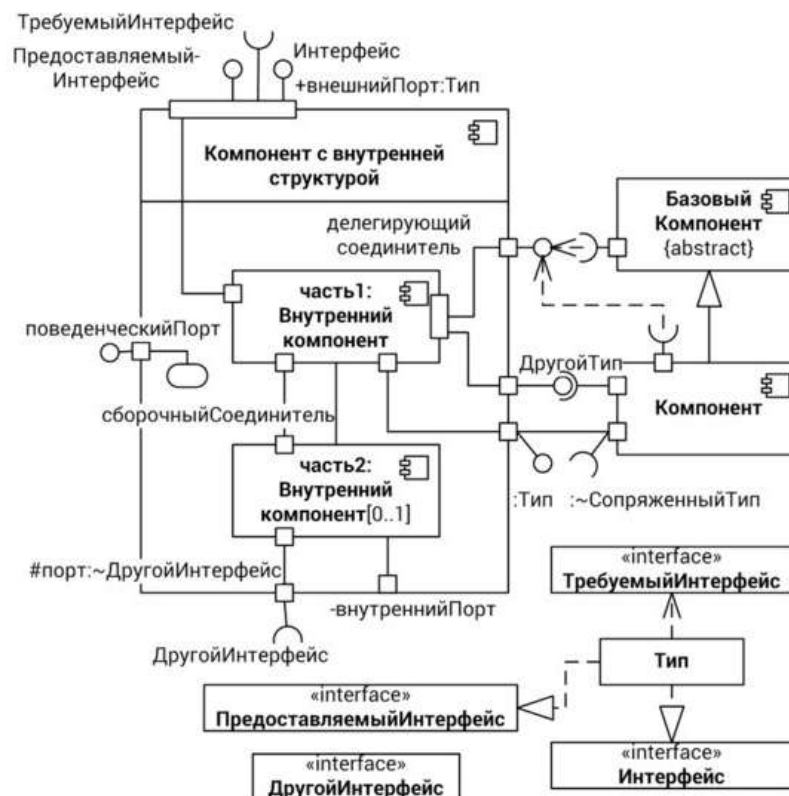 ТребуемыйИнтерфейс
Предоставляемый-
Интерфейс
Интерфейс
+внешнийПорт:Тип
Компонент с внутренней
структурой
Базовый
Компонент
{abstract}
делегирующий
соединитель
часть1:
Внутренний
компонент
поведенческийПорт
ДругойТип
Компонент
сборочныйСоединитель
часть2:
Внутренний
компонент[0..1]
:Тип :~СопряженныйТип
#порт:~ДругойИнтерфейс
-внутреннийПорт
ДругойИнтерфейс
«interface»
ТребуемыйИнтерфейс
Тип
«interface»
ПредоставляемыйИнтерфейс
«interface»
Интерфейс
«interface»
ДругойИнтерфейс